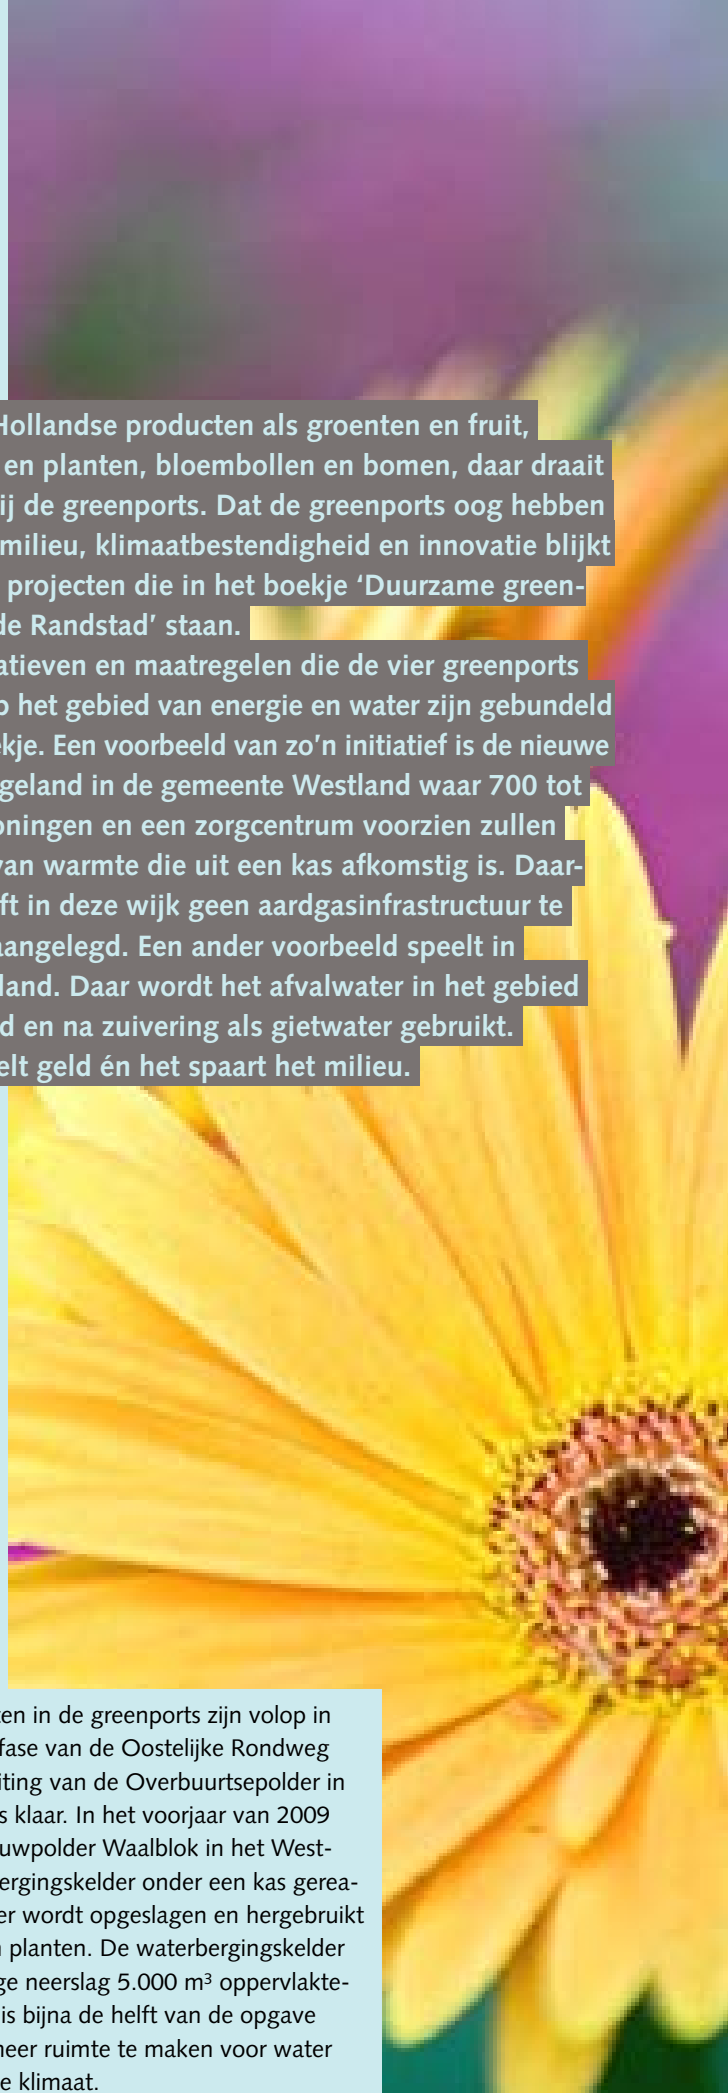 Hollandse producten als groenten en fruit,
en planten, bloembollen en bomen, daar draait
ij de greenports. Dat de greenports oog hebben
milieu, klimaatbestendigheid en innovatie blijkt
projecten die in het boekje ‘Duurzame green-
de Randstad’ staan.
atieven en maatregelen die de vier greenports
het gebied van energie en water zijn gebundeld
kje. Een voorbeeld van zo’n initiatief is de nieuwe
geland in de gemeente Westland waar 700 tot
oningen en een zorgcentrum voorzien zullen
van warmte die uit een kas afkomstig is. Daar-
ft in deze wijk geen aardgasinfrastructuur te
aangelegd. Een ander voorbeeld speelt in
land. Daar wordt het afvalwater in het gebied
d en na zuivering als gietwater gebruikt.
elt geld én het spaart het milieu.
en in de greenports zijn volop in
fase van de Oostelijke Rondweg
iting van de Overbuurtsepolder in
s klaar. In het voorjaar van 2009
uwpolder Waalblok in het West-
ergingskelder onder een kas gerea-
er wordt opgeslagen en hergebruikt
planten. De waterbergingskelder
ge neerslag 5.000 m³ oppervlakte-
is bijna de helft van de opgave
meer ruimte te maken voor water
e klimaat.